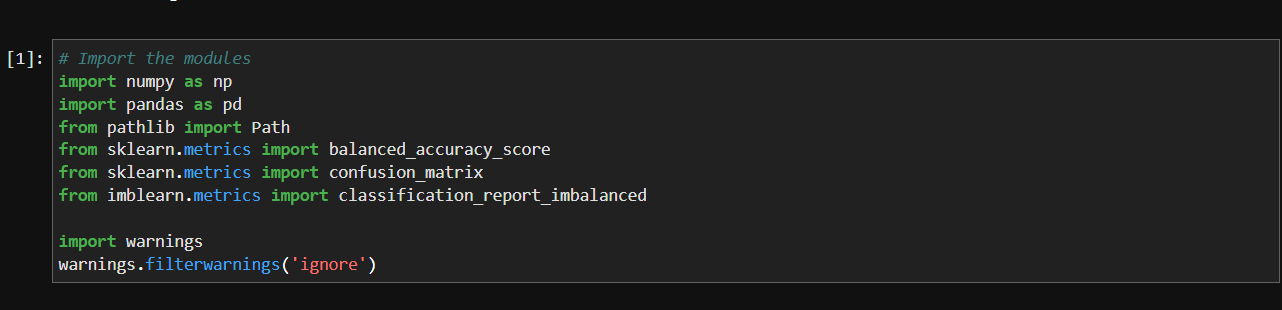 [1]: # Import the modules
import numpy as np
import pandas as pd
from pathlib import Path
from sklearn.metrics import balanced_accuracy_score
from sklearn.metrics import confusion_matrix
from imblearn.metrics import classification_report_imbalanced
import warnings
warnings.filterwarnings('ignore')